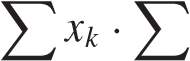 ∑ x_k · ∑